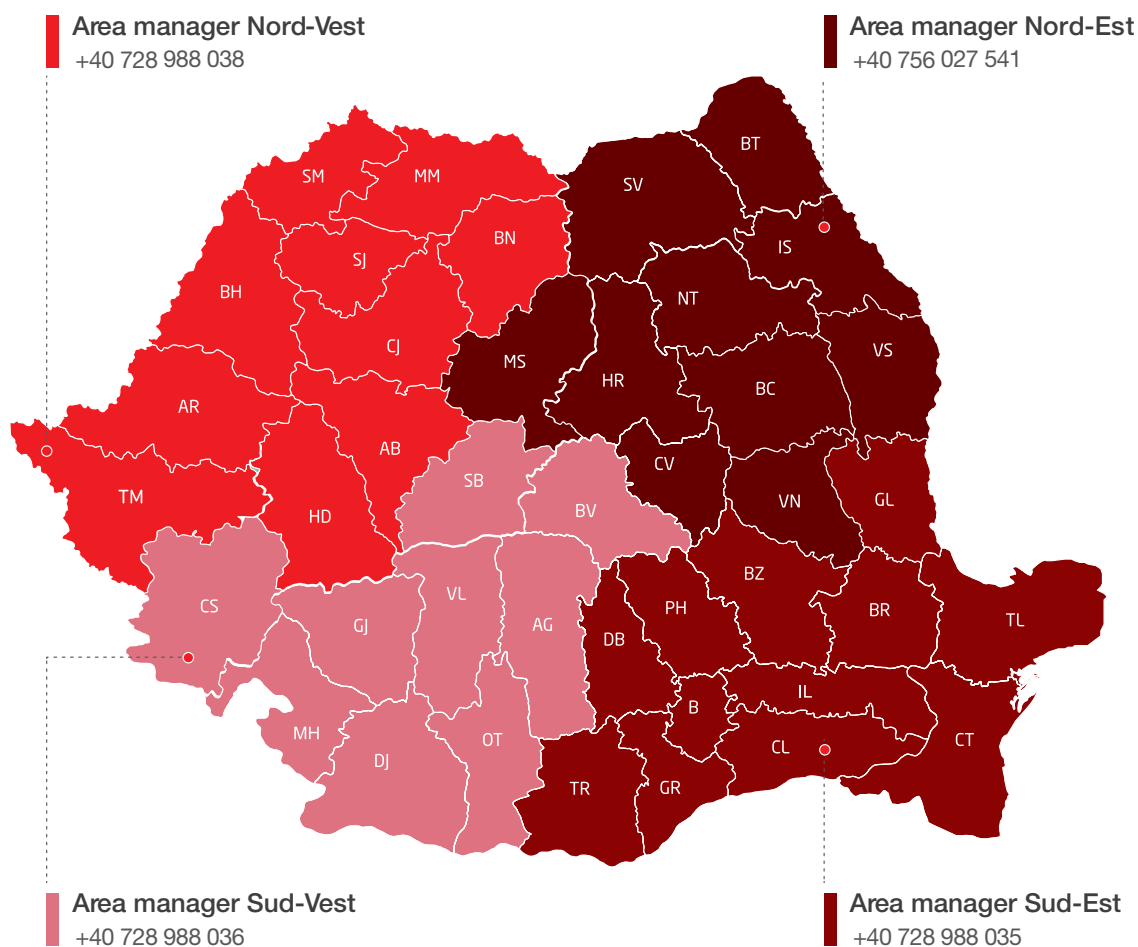 Area manager Nord-Vest
+40 728 988 038
Area manager Nord-Est
+40 756 027 541
BT
SM
MM
SV
BN
IS
SJ
BH
NT
CJ
VS
MS
HR
BC
AR
AB
CV
SB
TM
VN
GL
BV
HD
BZ
VL
CS
PH
BR
GJ
AG
TL
DB
IL
B
MH
OT
CT
CL
DJ
TR
GR
Area manager Sud-Vest
+40 728 988 036
Area manager Sud-Est
+40 728 988 035